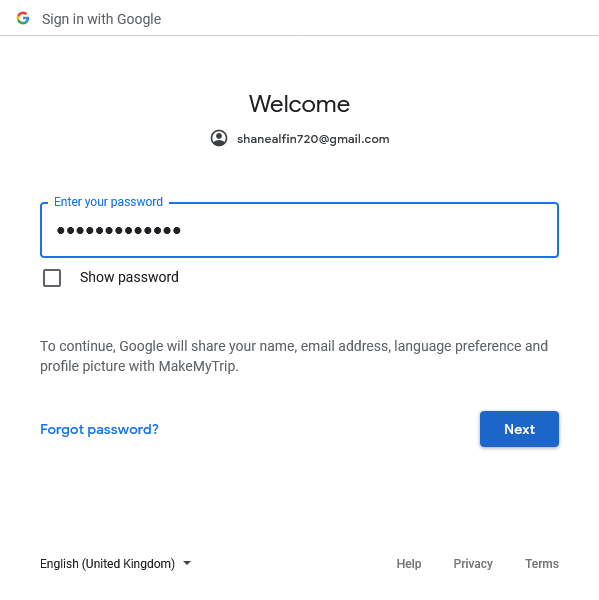 Sign in with Google
Welcome
shanealfin720@gmail.com
Enter your password
•••••••••••••
Show password
To continue, Google will share your name, email address, language preference and
profile picture with MakeMyTrip.
Forgot password?
Next
English (United Kingdom)
Help
Privacy
Terms